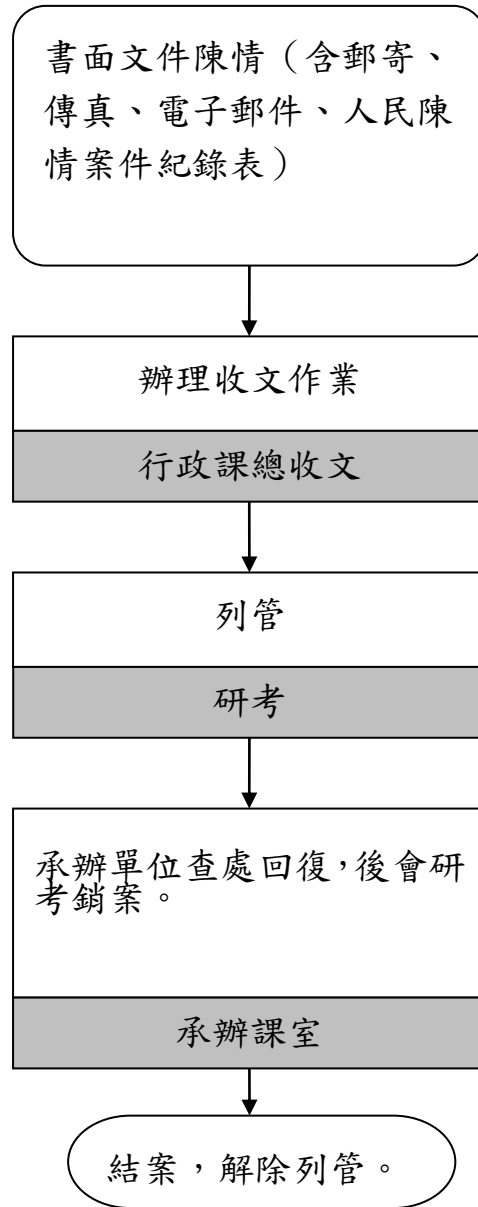 書面文件陳情（含郵寄、
傳真、電子郵件、人民陳
情案件紀錄表）
辦理收文作業
行政課總收文
列管
研考
承辦單位查處回復，後會研
考銷案。
承辦課室
結案，解除列管。